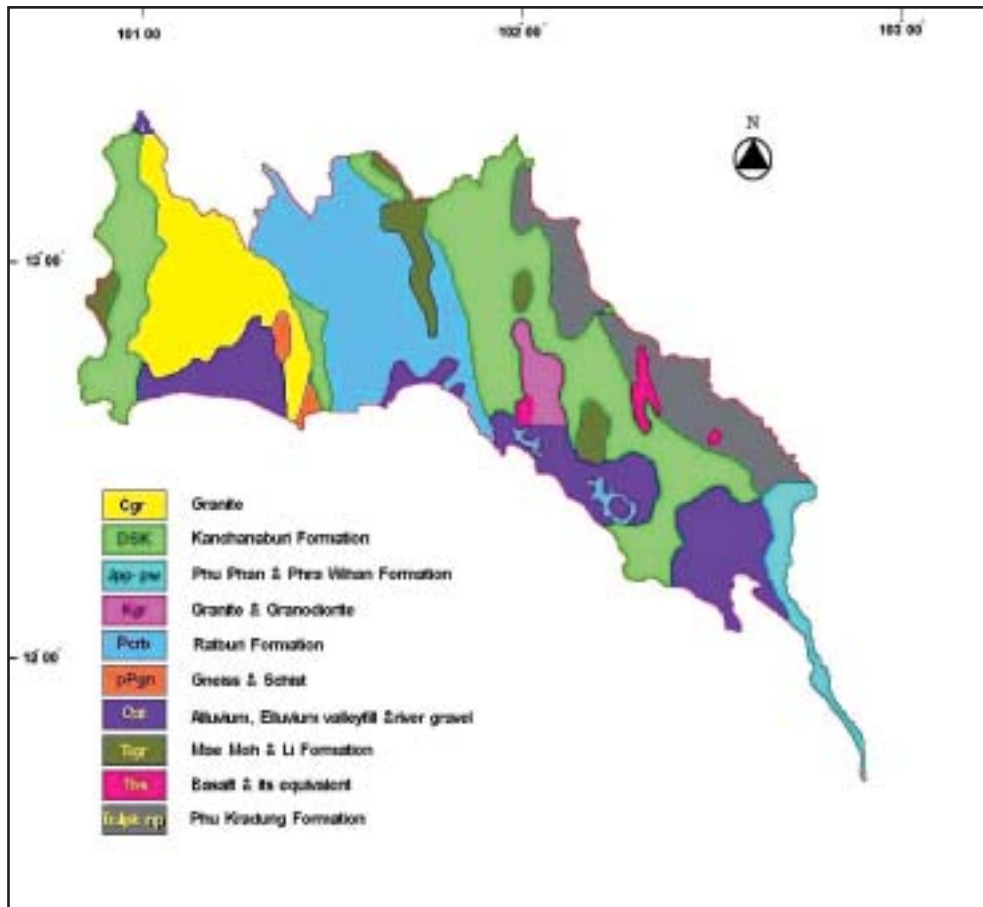 101 00'
102 00'
103 00'
N
13 00'
12 00'
Cgr Granite
DSK Kanchanaburi Formation
Jpp-pw Phu Phan & Phra Wihan Formation
Kgr Granite & Granodiorite
Pcrb Ratburi Formation
pPgn Gneiss & Schist
Alluvium, Elluvium valleyfill &river gravel
Mae Moh & Li Formation
Basalt & its equivalent
Phu Kradung Formation